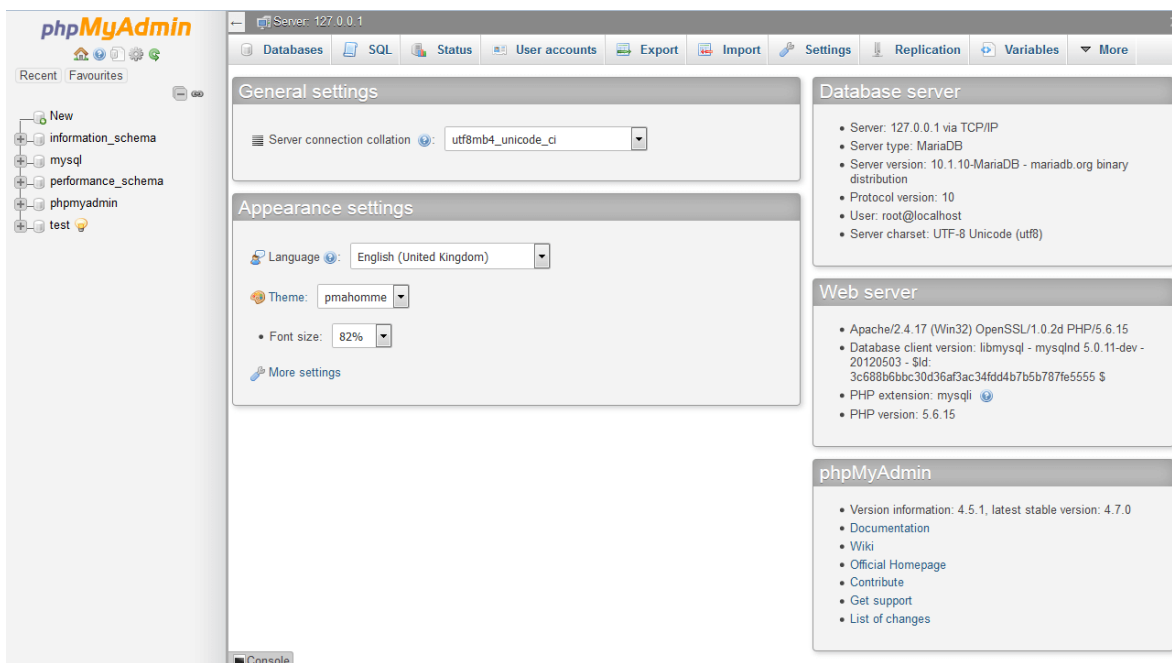 phpMyAdmin
Recent Favourites
New
information_schema
mysql
performance_schema
phpmyadmin
test
Server: 127.0.0.1
Databases SQL Status User accounts Export Import Settings Replication Variables More
General settings
Server connection collation : utf8mb4_unicode_ci
Appearance settings
Language : English (United Kingdom)
Theme: pmahomme
• Font size: 82%
More settings
Database server
• Server: 127.0.0.1 via TCP/IP
• Server type: MariaDB
• Server version: 10.1.10-MariaDB - mariadb.org binary
distribution
• Protocol version: 10
• User: root@localhost
• Server charset: UTF-8 Unicode (utf8)
Web server
• Apache/2.4.17 (Win32) OpenSSL/1.0.2d PHP/5.6.15
• Database client version: libmysql - mysqlnd 5.0.11-dev -
20120503 - $Id:
3c688b6bbc30d36af3ac34fdd4b7b5b787fe5555 $
• PHP extension: mysqli
• PHP version: 5.6.15
phpMyAdmin
• Version information: 4.5.1, latest stable version: 4.7.0
• Documentation
• Wiki
• Official Homepage
• Contribute
• Get support
• List of changes
Console